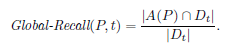 Global-Recall(P, t) = |A(P) ∩ D_t| / |D_t|.